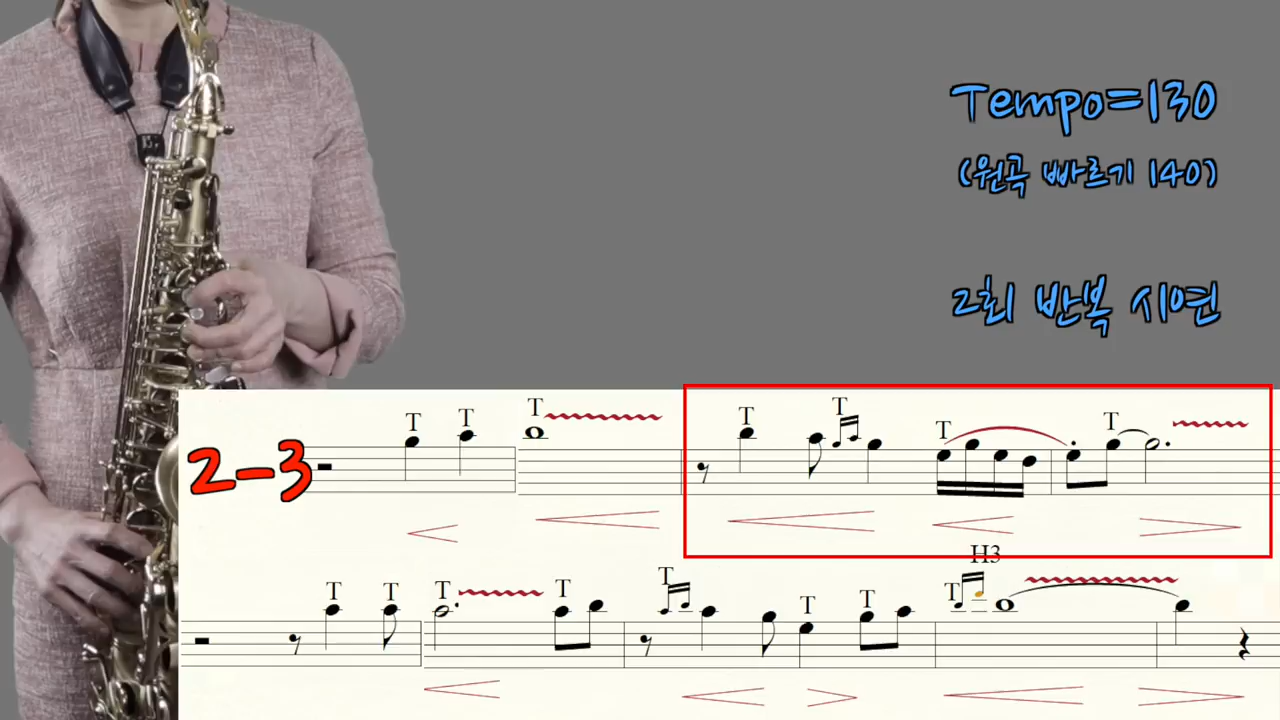 Tempo=130
(원곡 빠르기 140)
2회 반복 시연
2-3
T T T T T T T
H3
T T T T T T T T